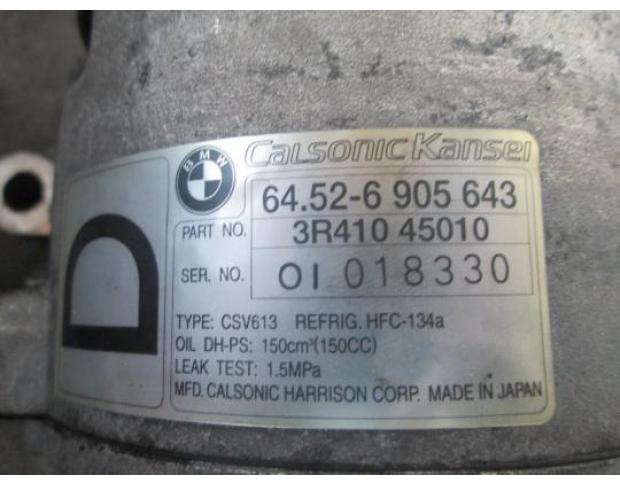 D
BMW
CalsonicKansei
64.52-6 905 643
PART NO. 3R410 45010
SER. NO. 01 018330
TYPE: CSV613 REFRIG. HFC-134a
OIL DH-PS: 150cm³(150CC)
LEAK TEST: 1.5MPa
MFD. CALSONIC HARRISON CORP. MADE IN JAPAN